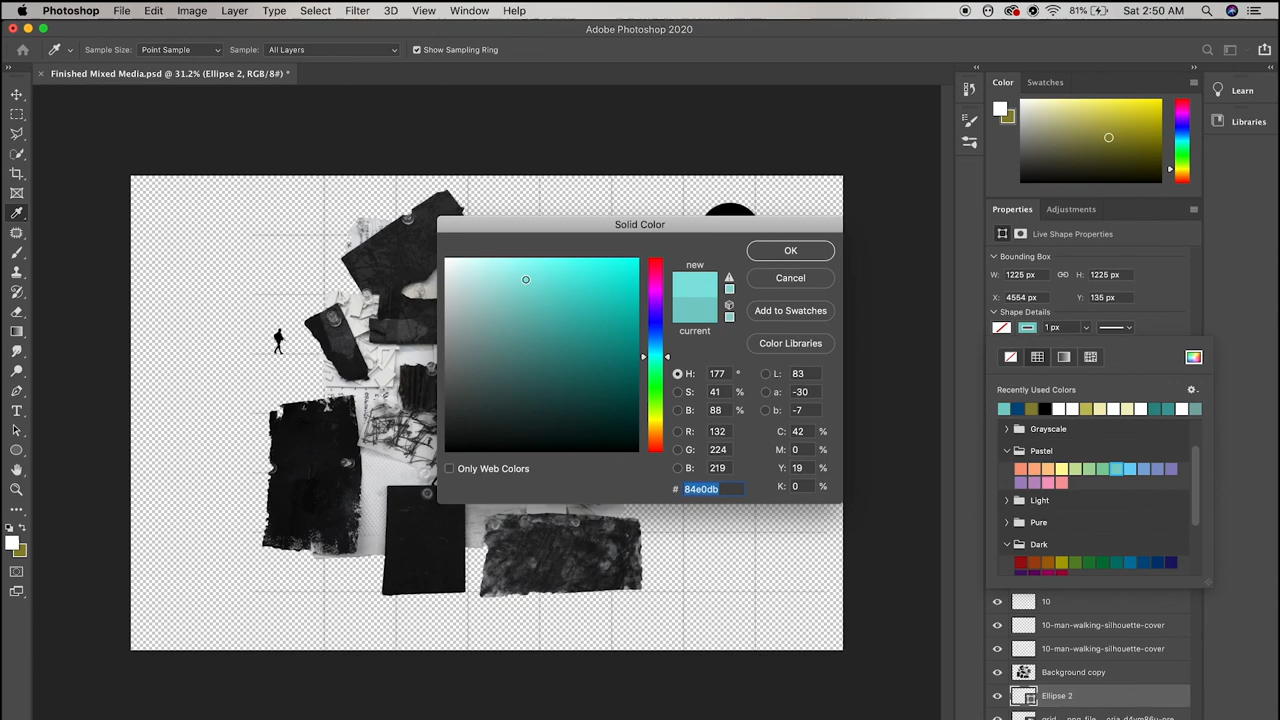 Photoshop File Edit Image Layer Type Select Filter 3D View Window Help 81% Sat 2:50 AM
Adobe Photoshop 2020
Sample Size: Point Sample Sample: All Layers Show Sampling Ring
Finished Mixed Media.psd @ 31.2% (Ellipse 2, RGB/8#) *
Color Swatches
Learn
Libraries
Solid Color
new
current
OK
Cancel
Add to Swatches
Color Libraries
H: 177 °
S: 41 %
B: 88 %
R: 132
G: 224
B: 219
L: 83
a: -30
b: -7
C: 42 %
M: 0 %
Y: 19 %
K: 0 %
Only Web Colors
# 84e0db
Properties Adjustments
Live Shape Properties
Bounding Box
W: 1225 px H: 1225 px
X: 4554 px Y: 135 px
Shape Details
1 px
Recently Used Colors
Grayscale
Pastel
Light
Pure
Dark
10
10-man-walking-silhouette-cover
10-man-walking-silhouette-cover
Background copy
Ellipse 2